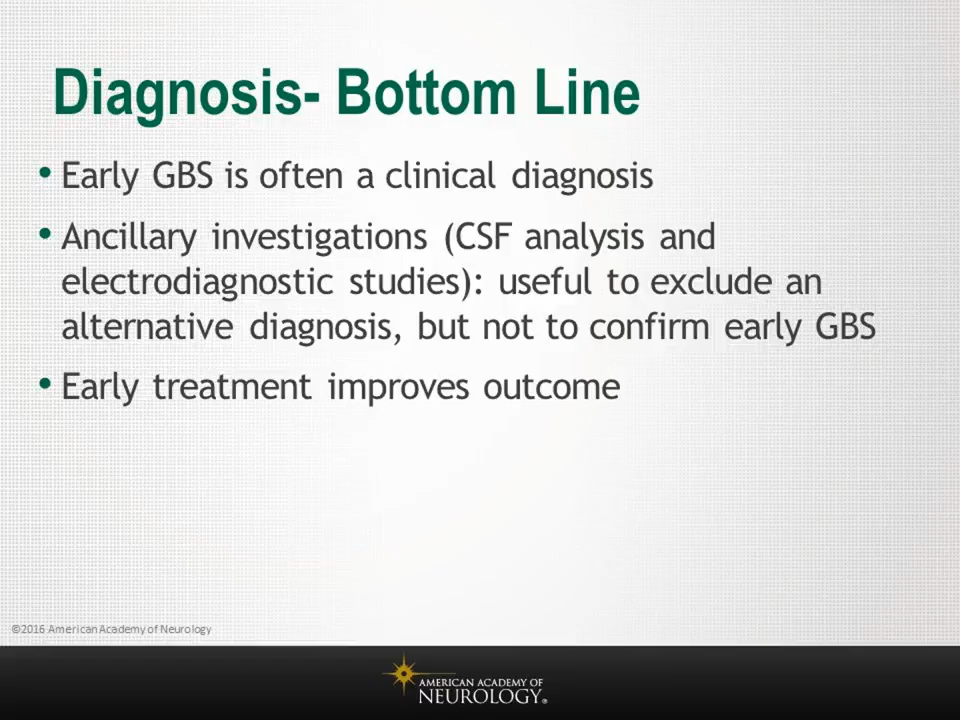 Diagnosis- Bottom Line
• Early GBS is often a clinical diagnosis
• Ancillary investigations (CSF analysis and
electrodiagnostic studies): useful to exclude an
alternative diagnosis, but not to confirm early GBS
• Early treatment improves outcome
©2016 American Academy of Neurology
AMERICAN ACADEMY OF
NEUROLOGY®